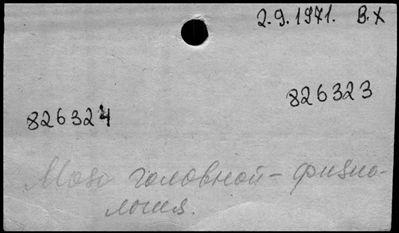 2.9.1971. В.Х
826323
826324
Мозг головной – физио-
логия.